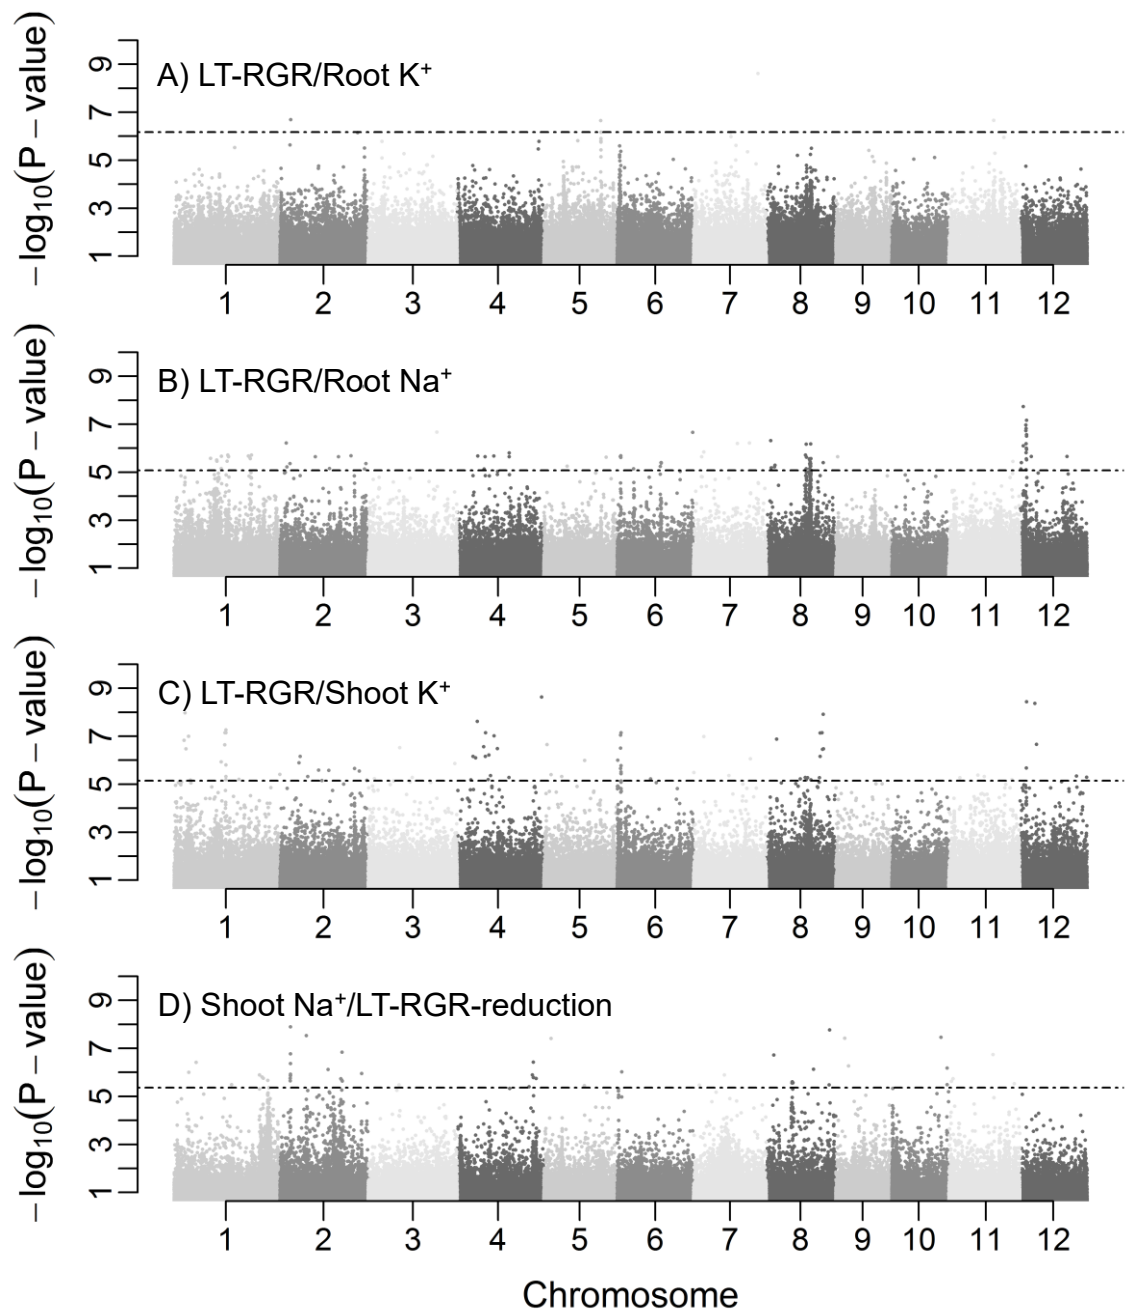 A) LT-RGR/Root K⁺
− log₁₀(P − value)
9
7
5
3
1
1 2 3 4 5 6 7 8 9 10 11 12
B) LT-RGR/Root Na⁺
− log₁₀(P − value)
9
7
5
3
1
1 2 3 4 5 6 7 8 9 10 11 12
C) LT-RGR/Shoot K⁺
− log₁₀(P − value)
9
7
5
3
1
1 2 3 4 5 6 7 8 9 10 11 12
D) Shoot Na⁺/LT-RGR-reduction
− log₁₀(P − value)
9
7
5
3
1
1 2 3 4 5 6 7 8 9 10 11 12
Chromosome